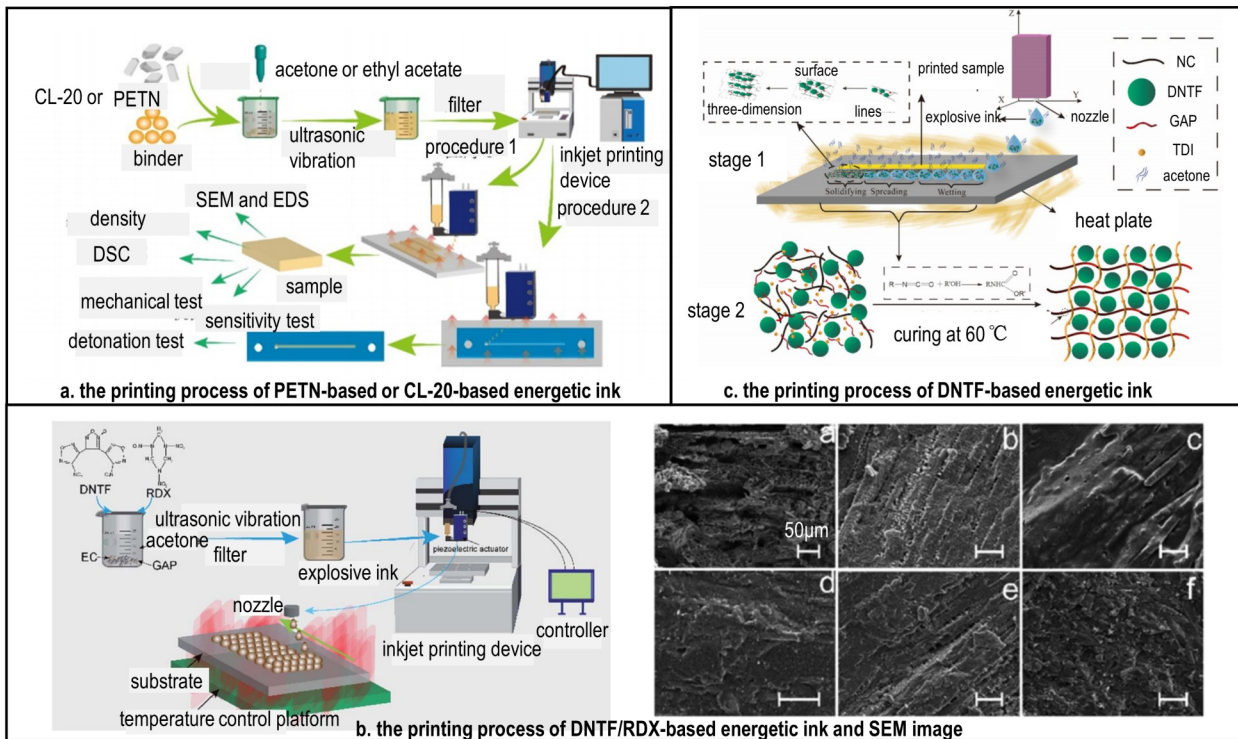 CL-20 or
PETN
binder
acetone or ethyl acetate
ultrasonic
vibration
filter
procedure 1
inkjet printing
device
procedure 2
SEM and EDS
density
DSC
mechanical test
sensitivity test
detonation test
sample
a. the printing process of PETN-based or CL-20-based energetic ink
stage 1
surface
three-dimension
lines
printed sample
Z
X
Y
explosive ink
nozzle
Solidifying
Spreading
Wetting
NC
DNTF
GAP
TDI
acetone
heat plate
stage 2
R—N=C=O + R'OH → RNHC
O
OR'
curing at 60 ℃
c. the printing process of DNTF-based energetic ink
DNTF
RDX
EC
GAP
ultrasonic vibration
acetone
filter
explosive ink
piezoelectric actuator
nozzle
substrate
temperature control platform
inkjet printing device
controller
a
b
c
50μm
d
e
f
b. the printing process of DNTF/RDX-based energetic ink and SEM image